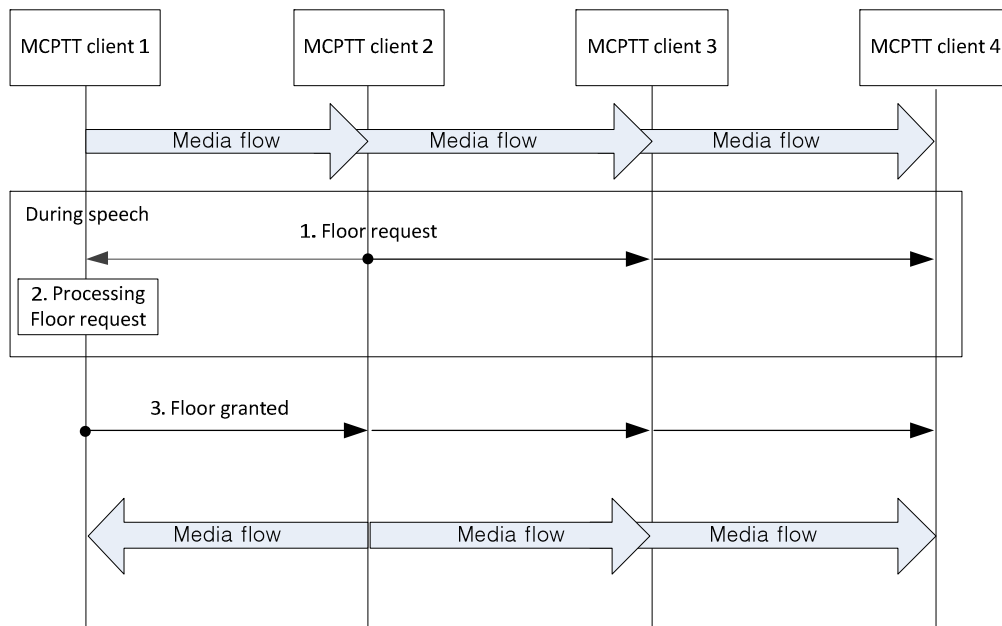 MCPTT client 1
MCPTT client 2
MCPTT client 3
MCPTT client 4
Media flow
Media flow
Media flow
During speech
1. Floor request
2. Processing
Floor request
3. Floor granted
Media flow
Media flow
Media flow